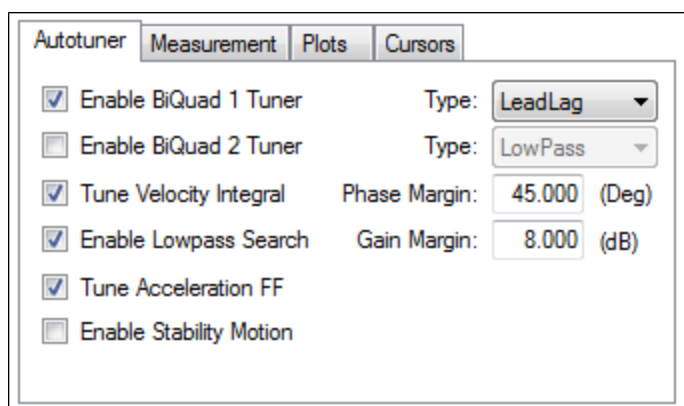 Autotuner Measurement Plots Cursors
Enable BiQuad 1 Tuner Type: LeadLag
Enable BiQuad 2 Tuner Type: LowPass
Tune Velocity Integral Phase Margin: 45.000 (Deg)
Enable Lowpass Search Gain Margin: 8.000 (dB)
Tune Acceleration FF
Enable Stability Motion